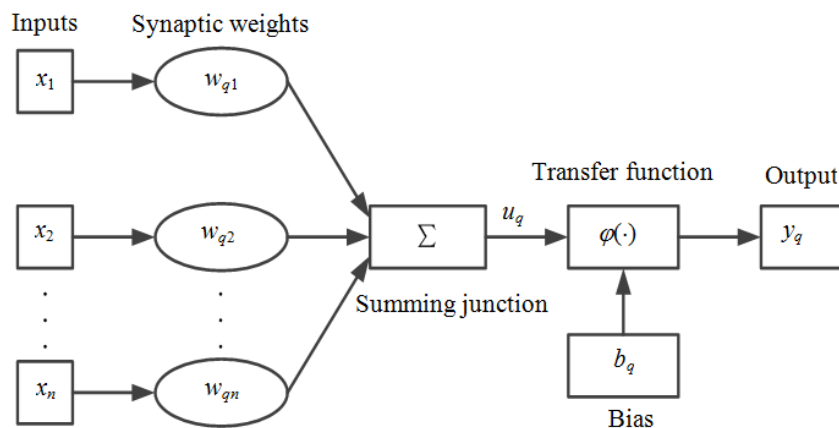 Inputs
Synaptic weights
x1
wq1
Transfer function
Output
x2
wq2
∑
uq
φ(·)
yq
Summing junction
xn
wqn
bq
Bias